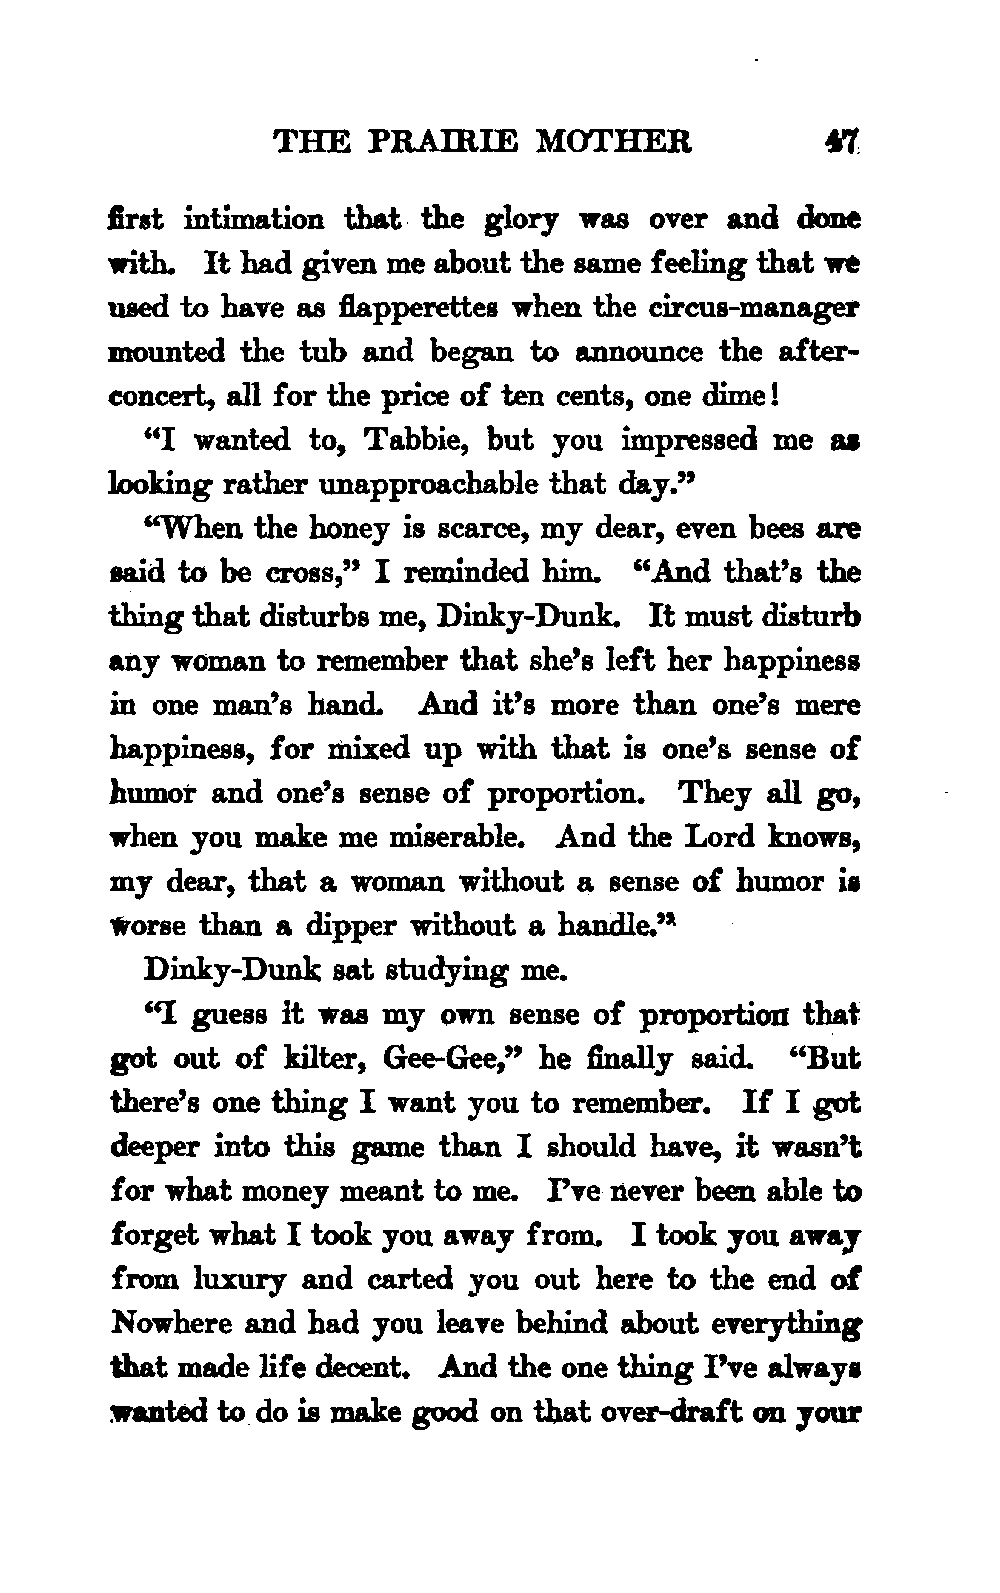 THE PRAIRIE MOTHER 47
first intimation that the glory was over and done
with. It had given me about the same feeling that we
used to have as flapperettes when the circus-manager
mounted the tub and began to announce the after-
concert, all for the price of ten cents, one dime!
“I wanted to, Tabbie, but you impressed me as
looking rather unapproachable that day.”
“When the honey is scarce, my dear, even bees are
said to be cross,” I reminded him. “And that’s the
thing that disturbs me, Dinky-Dunk. It must disturb
any woman to remember that she’s left her happiness
in one man’s hand. And it’s more than one’s mere
happiness, for mixed up with that is one’s sense of
humor and one’s sense of proportion. They all go,
when you make me miserable. And the Lord knows,
my dear, that a woman without a sense of humor is
worse than a dipper without a handle.”
Dinky-Dunk sat studying me.
“I guess it was my own sense of proportion that
got out of kilter, Gee-Gee,” he finally said. “But
there’s one thing I want you to remember. If I got
deeper into this game than I should have, it wasn’t
for what money meant to me. I’ve never been able to
forget what I took you away from. I took you away
from luxury and carted you out here to the end of
Nowhere and had you leave behind about everything
that made life decent. And the one thing I’ve always
wanted to do is make good on that over-draft on your